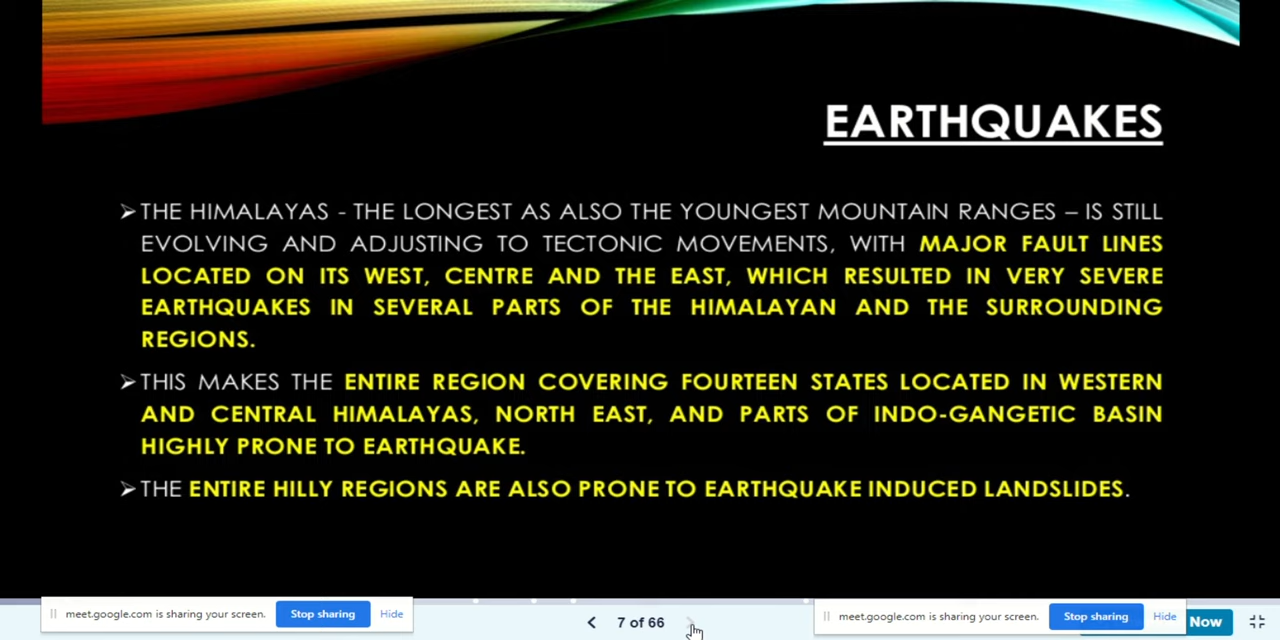 EARTHQUAKES
➢THE HIMALAYAS - THE LONGEST AS ALSO THE YOUNGEST MOUNTAIN RANGES – IS STILL
EVOLVING AND ADJUSTING TO TECTONIC MOVEMENTS, WITH MAJOR FAULT LINES
LOCATED ON ITS WEST, CENTRE AND THE EAST, WHICH RESULTED IN VERY SEVERE
EARTHQUAKES IN SEVERAL PARTS OF THE HIMALAYAN AND THE SURROUNDING
REGIONS.
➢THIS MAKES THE ENTIRE REGION COVERING FOURTEEN STATES LOCATED IN WESTERN
AND CENTRAL HIMALAYAS, NORTH EAST, AND PARTS OF INDO-GANGETIC BASIN
HIGHLY PRONE TO EARTHQUAKE.
➢THE ENTIRE HILLY REGIONS ARE ALSO PRONE TO EARTHQUAKE INDUCED LANDSLIDES.
meet.google.com is sharing your screen. Stop sharing Hide
7 of 66
meet.google.com is sharing your screen. Stop sharing Hide
Now